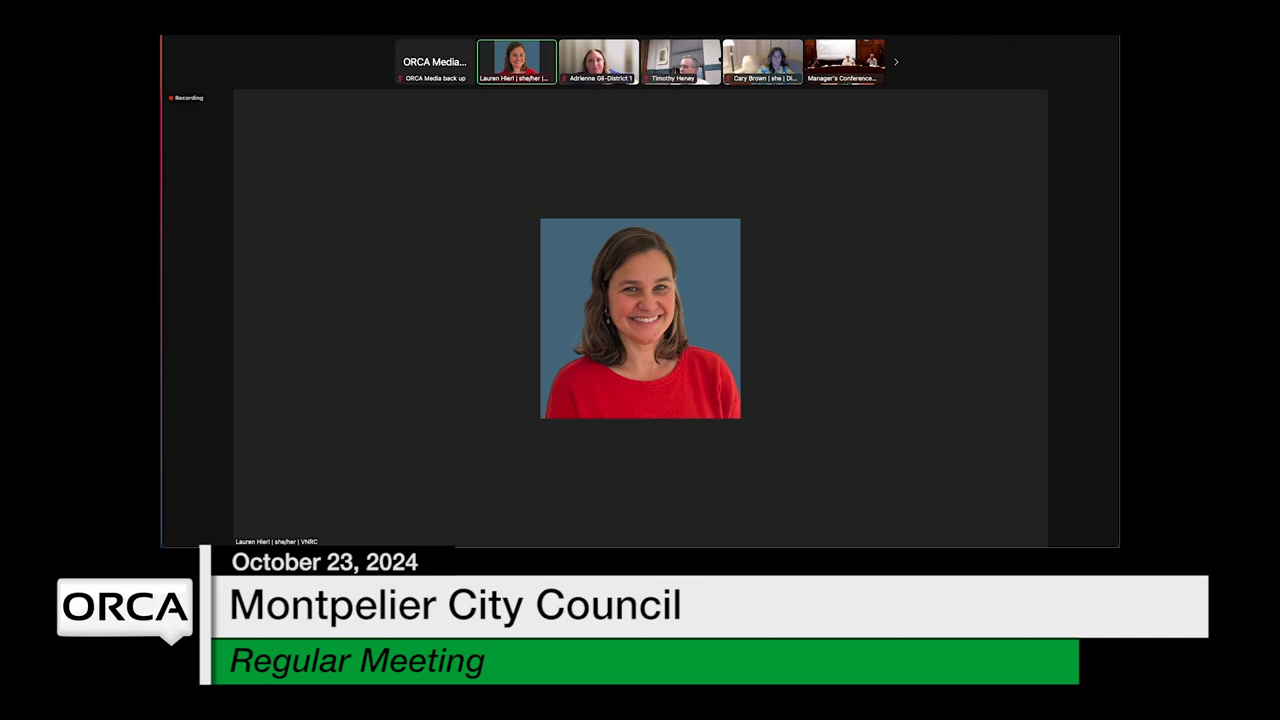 ORCA Media...
ORCA Media back up
Lauren Hierl | she/her |...
Adrienne Gil-District 1
Timothy Heney
Cary Brown | she | Di...
Manager's Conference...
Recording
Lauren Hierl | she/her | VNRC
October 23, 2024
ORCA
Montpelier City Council
Regular Meeting